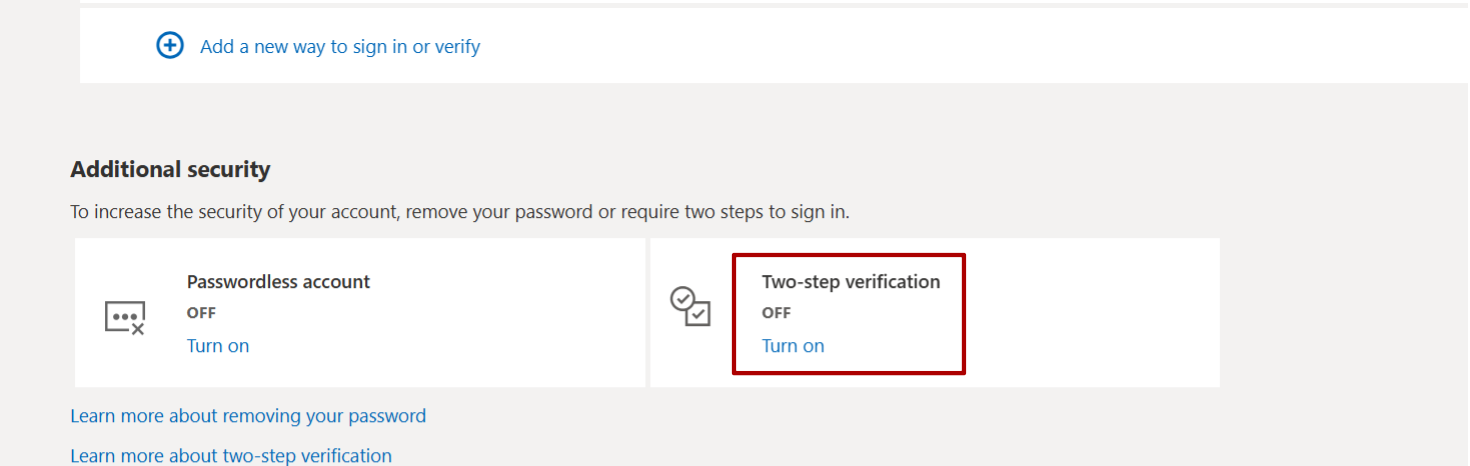 Add a new way to sign in or verify
Additional security
To increase the security of your account, remove your password or require two steps to sign in.
Passwordless account
OFF
Turn on
Two-step verification
OFF
Turn on
Learn more about removing your password
Learn more about two-step verification